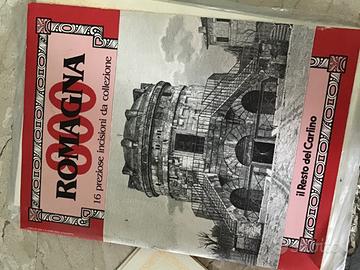 ROMAGNA
800
16 preziose incisioni da collezione
il Resto del Carlino